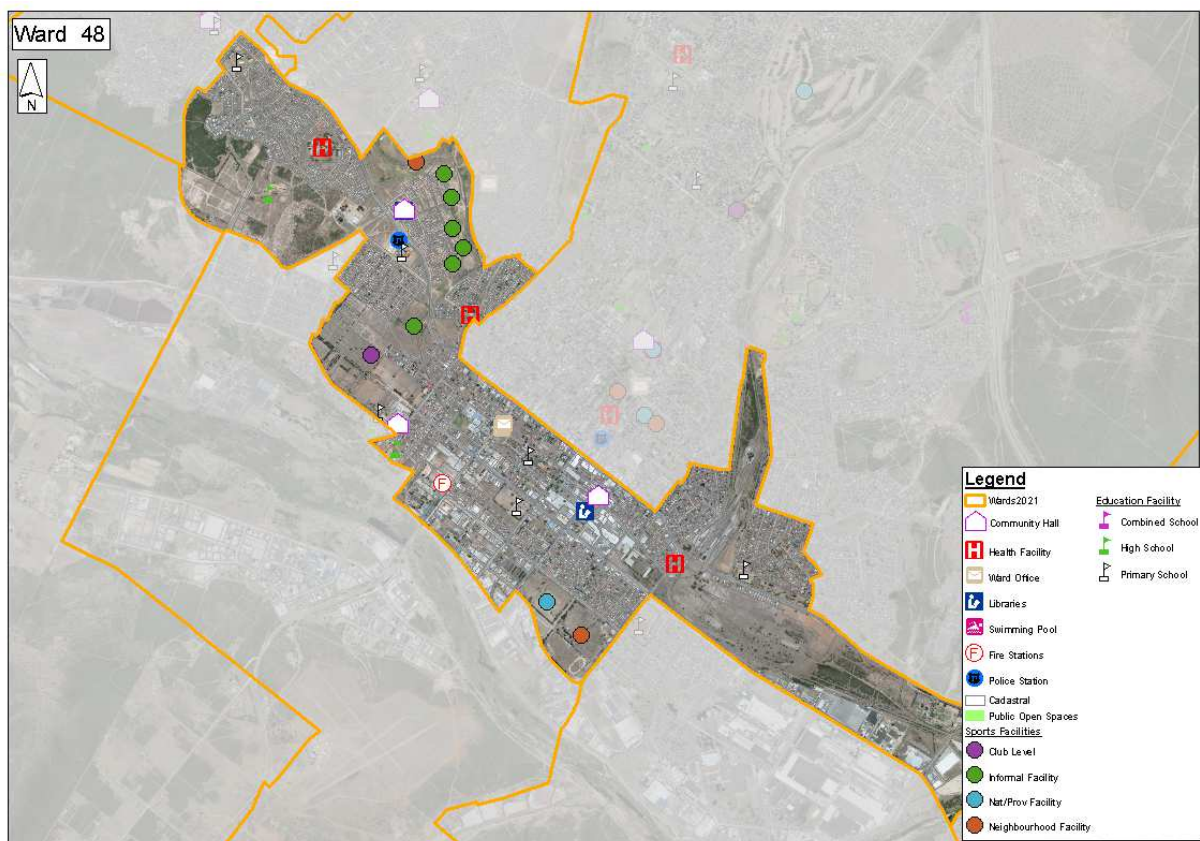 Ward 48
N
F
Legend
Wards2021
Community Hall
Health Facility
Ward Office
Libraries
Swimming Pool
Fire Stations
Police Station
Cadastral
Public Open Spaces
Sports Facilities
Club Level
Informal Facility
Nat/Prov Facility
Neighbourhood Facility
Education Facility
Combined School
High School
Primary School